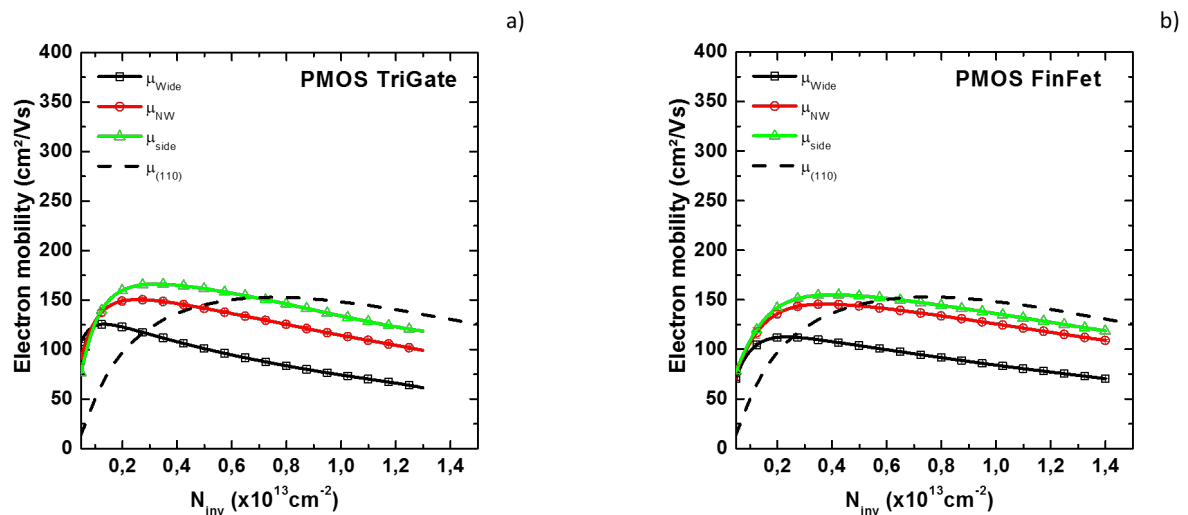 a)
400
350
300
250
200
150
100
50
0
Electron mobility (cm²/Vs)
PMOS TriGate
μWide
μNW
μside
μ(110)
0,2 0,4 0,6 0,8 1,0 1,2 1,4
Ninv (x10¹³cm⁻²)
b)
400
350
300
250
200
150
100
50
0
Electron mobility (cm²/Vs)
PMOS FinFet
μWide
μNW
μside
μ(110)
0,2 0,4 0,6 0,8 1,0 1,2 1,4
Ninv (x10¹³cm⁻²)